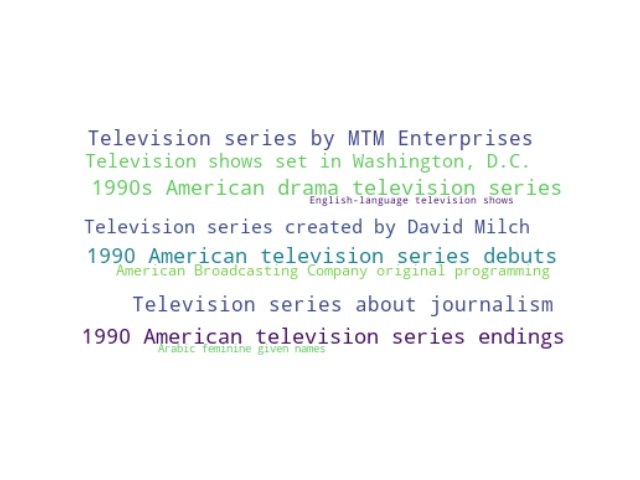 Television series by MTM Enterprises
Television shows set in Washington, D.C.
1990s American drama television series
English-language television shows
Television series created by David Milch
1990 American television series debuts
American Broadcasting Company original programming
Television series about journalism
1990 American television series endings
Arabic feminine given names